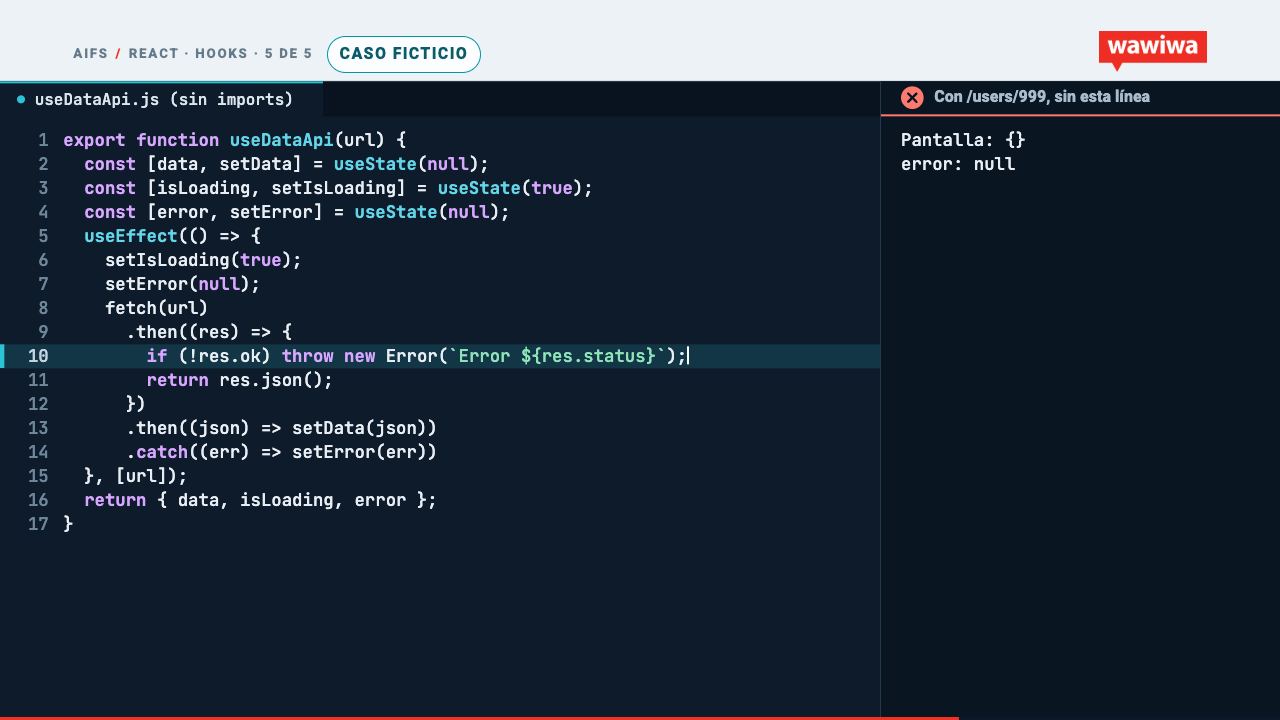 AIFS / REACT · HOOKS · 5 DE 5
CASO FICTICIO
wawiwa
useDataApi.js (sin imports)
1 export function useDataApi(url) {
2   const [data, setData] = useState(null);
3   const [isLoading, setIsLoading] = useState(true);
4   const [error, setError] = useState(null);
5   useEffect(() => {
6     setIsLoading(true);
7     setError(null);
8     fetch(url)
9       .then((res) => {
10         if (!res.ok) throw new Error(`Error ${res.status}`);
11         return res.json();
12       })
13       .then((json) => setData(json))
14       .catch((err) => setError(err))
15   }, [url]);
16   return { data, isLoading, error };
17 }
Con /users/999, sin esta línea
Pantalla: {}
error: null